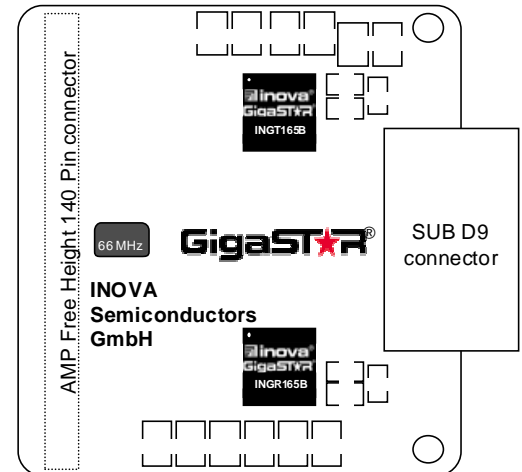 AMP Free Height 140 Pin connector
inova®
GigaSTaR
INGT165B
66 MHz
GigaSTaR®
SUB D9
connector
INOVA
Semiconductors
GmbH
inova®
GigaSTaR
INGR165B